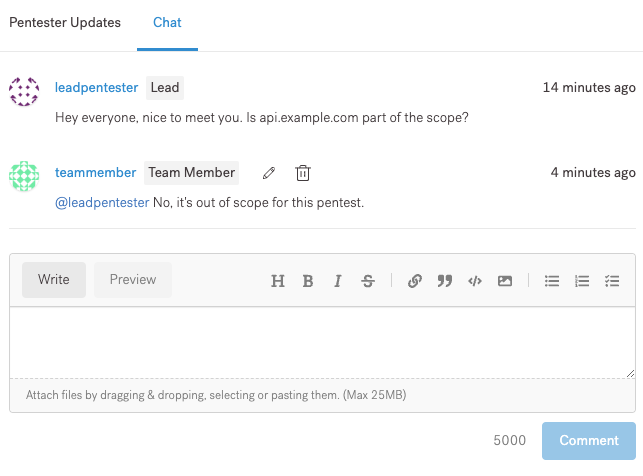 Pentester Updates Chat
leadpentester Lead 14 minutes ago
Hey everyone, nice to meet you. Is api.example.com part of the scope?
teammember Team Member 4 minutes ago
@leadpentester No, it's out of scope for this pentest.
Write Preview H B I S
Attach files by dragging & dropping, selecting or pasting them. (Max 25MB)
5000 Comment